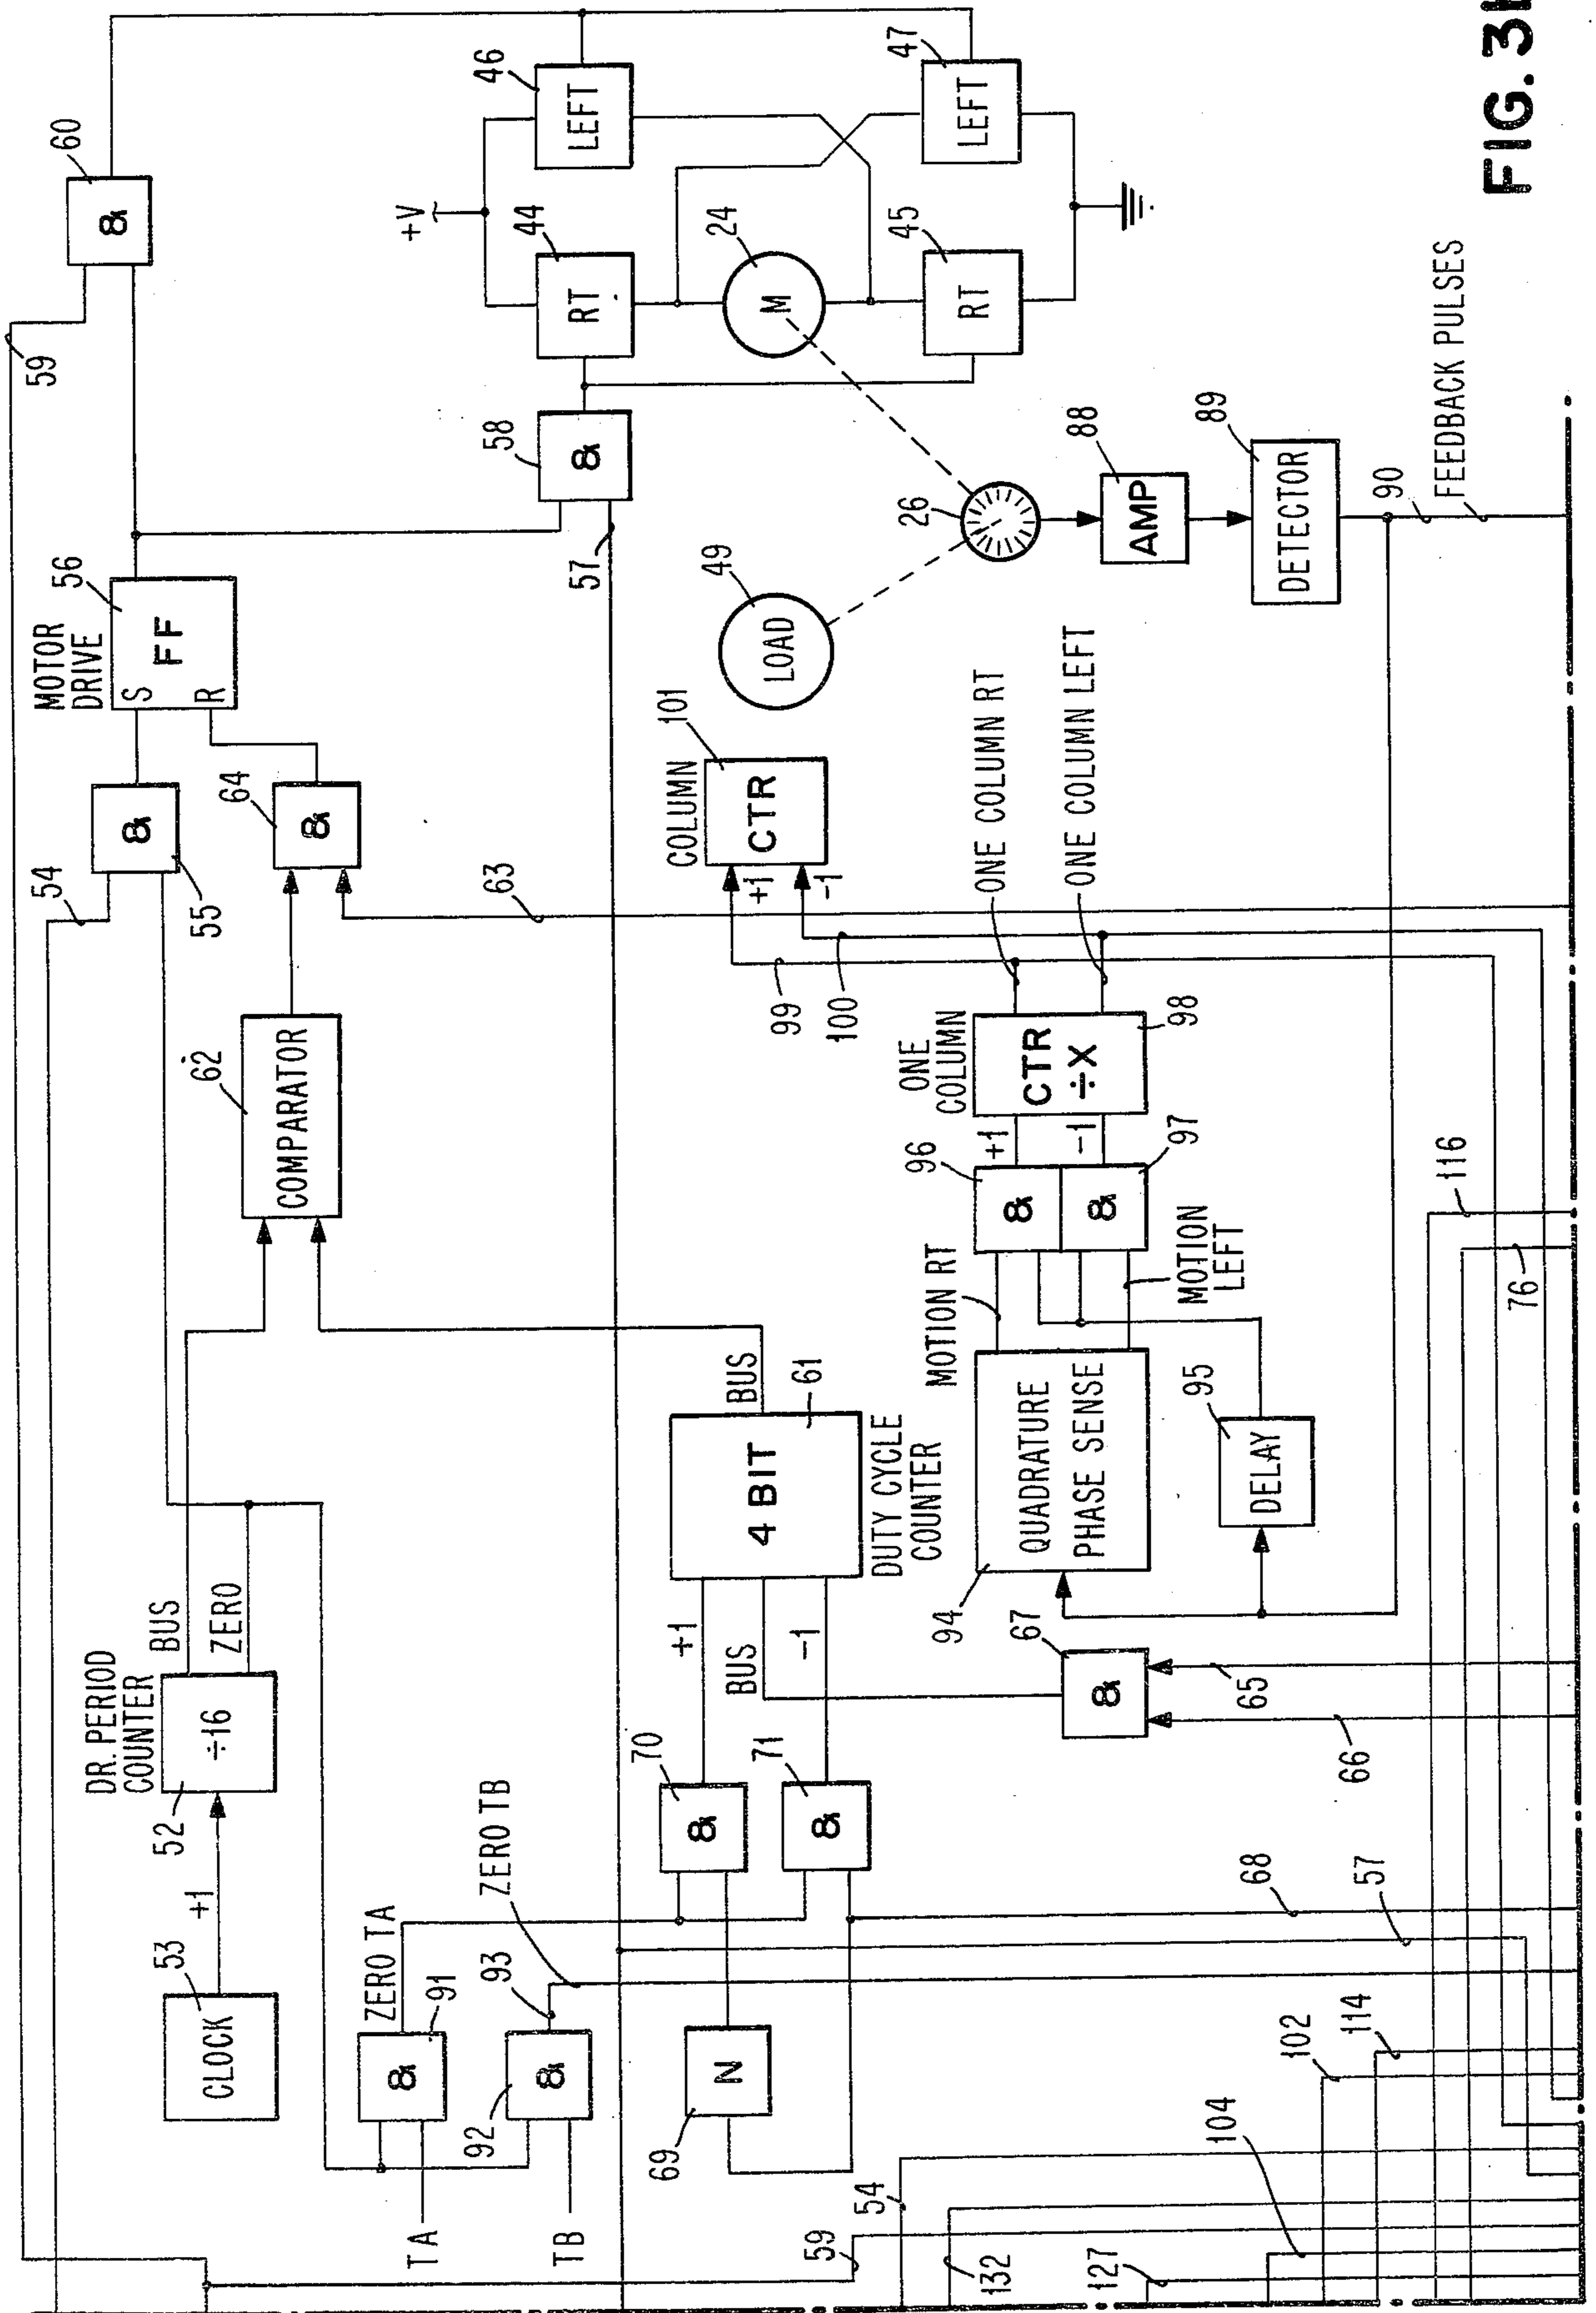 60
59
+V
46
LEFT
47
LEFT
44
RT
24
M
45
RT
58
&
&
57
MOTOR
DRIVE
56
FF
S
R
26
88
AMP
89
DETECTOR
90
FEEDBACK PULSES
49
LOAD
54
&
55
64
&
63
COLUMN
101
CTR
+1
-1
ONE COLUMN RT
ONE COLUMN LEFT
62
COMPARATOR
99
100
ONE
COLUMN
CTR
÷X
98
96
&
+1
&
-1
97
116
76
MOTION RT
MOTION
LEFT
QUADRATURE
PHASE SENSE
94
95
DELAY
BUS
61
4 BIT
DUTY CYCLE
COUNTER
DR. PERIOD
COUNTER
BUS
ZERO
÷16
52
+1
BUS
-1
67
&
65
66
70
&
71
&
53
CLOCK
+1
ZERO TA
91
&
ZERO TB
93
92
&
TA
TB
69
N
68
57
114
102
104
54
59
132
127